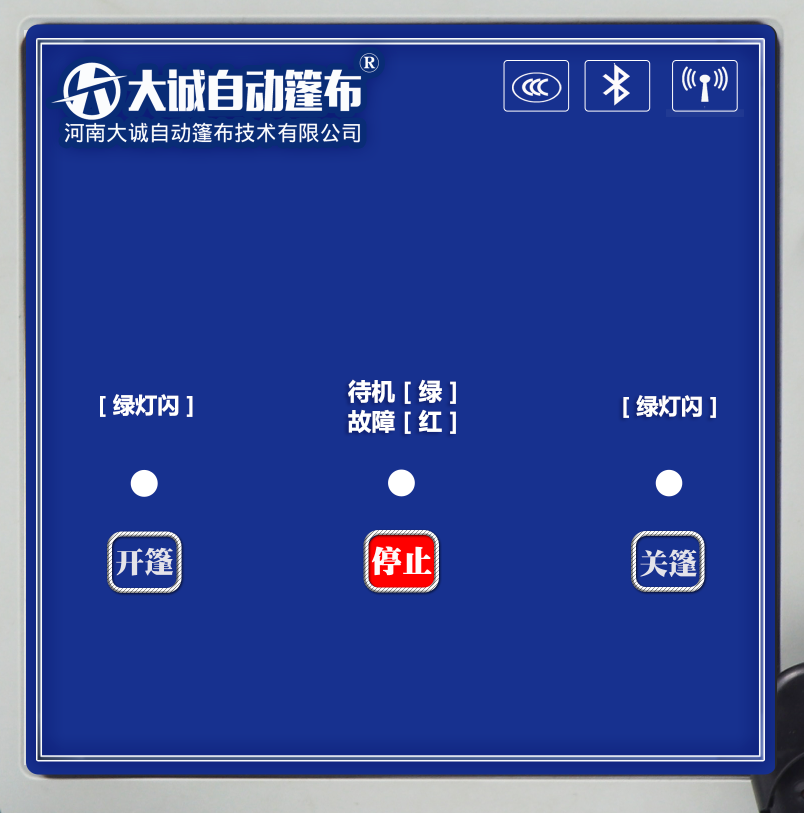 大诚自动篷布®
河南大诚自动篷布技术有限公司
[ 绿灯闪 ]
待机 [ 绿 ]
故障 [ 红 ]
[ 绿灯闪 ]
开篷
停止
关篷